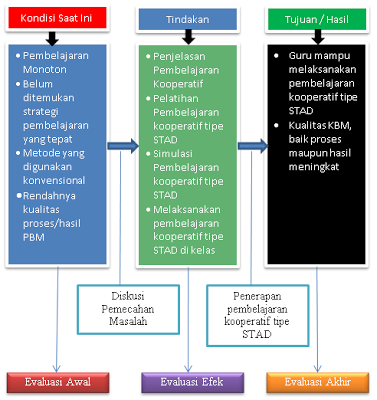 Kondisi Saat Ini
Tindakan
Tujuan / Hasil
• Pembelajaran
Monoton
• Belum
ditemukan
strategi
pembelajaran
yang tepat
• Metode yang
digunakan
konvensional
• Rendahnya
kualitas
proses/hasil
PBM
• Penjelasan
Pembelajaran
Kooperatif
• Pelatihan
Pembelajaran
kooperatif tipe
STAD
• Simulasi
Pembelajaran
kooperatif tipe
STAD
• Melaksanakan
pembelajaran
kooperatif tipe
STAD di kelas
• Guru mampu
melaksanakan
pembelajaran
kooperatif tipe
STAD
• Kualitas KBM,
baik proses
maupun hasil
meningkat
Diskusi
Pemecahan
Masalah
Penerapan
pembelajaran
kooperatif tipe
STAD
Evaluasi Awal
Evaluasi Efek
Evaluasi Akhir